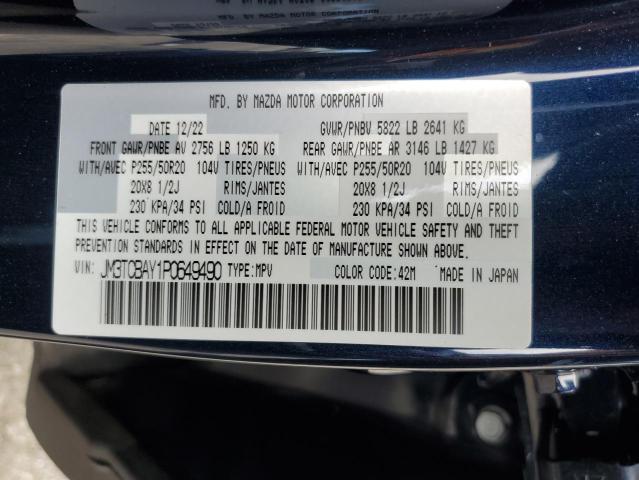 MFD. BY MAZDA MOTOR CORPORATION
DATE 12/22 GVWR/PNBV 5822 LB 2641 KG
FRONT GAWR/PNBE AV 2756 LB 1250 KG REAR GAWR/PNBE AR 3146 LB 1427 KG
WITH/AVEC P255/50R20 104V TIRES/PNEUS WITH/AVEC P255/50R20 104V TIRES/PNEUS
20X8 1/2J RIMS/JANTES 20X8 1/2J RIMS/JANTES
230 KPA/34 PSI COLD/A FROID 230 KPA/34 PSI COLD/A FROID
THIS VEHICLE CONFORMS TO ALL APPLICABLE FEDERAL MOTOR VEHICLE SAFETY AND THEFT
PREVENTION STANDARDS IN EFFECT ON THE DATE OF MANUFACTURE SHOWN ABOVE.
VIN: JM3TCBAY1P0649490 TYPE: MPV COLOR CODE: 42M MADE IN JAPAN